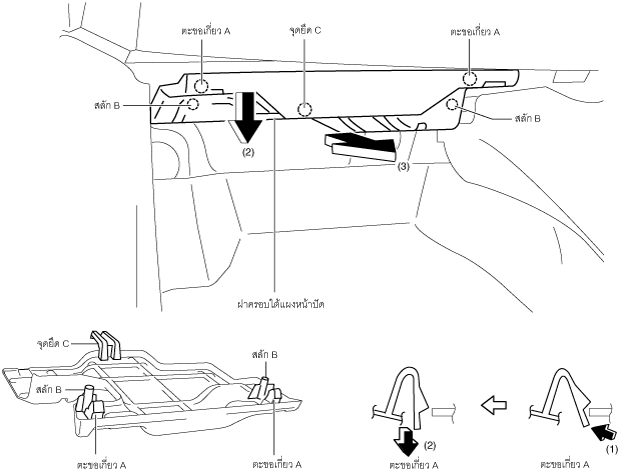 ตะขอเกี่ยว A
จุดยึด C
ตะขอเกี่ยว A
สลัก B
สลัก B
(2)
(3)
ฝาครอบใต้แผงหน้าปัด
จุดยึด C
สลัก B
สลัก B
(2)
(1)
ตะขอเกี่ยว A
ตะขอเกี่ยว A
ตะขอเกี่ยว A
ตะขอเกี่ยว A